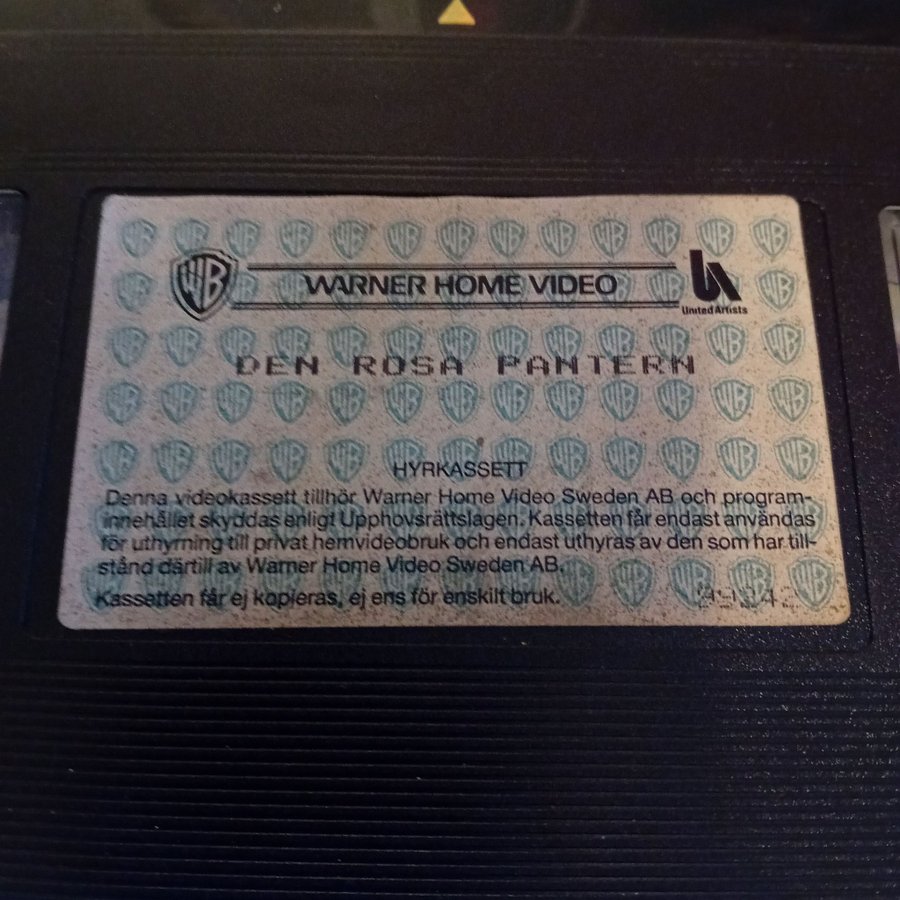 WB WARNER HOME VIDEO
United Artists
DEN ROSA PANTERN
HYRKASSETT
Denna videokassett tillhör Warner Home Video Sweden AB och program-
innehållet skyddas enligt Upphovsrättslagen. Kassetten får endast användas
för uthyrning till privat hemvideobruk och endast uthyras av den som har till-
stånd därtill av Warner Home Video Sweden AB.
Kassetten får ej kopieras, ej ens för enskilt bruk.